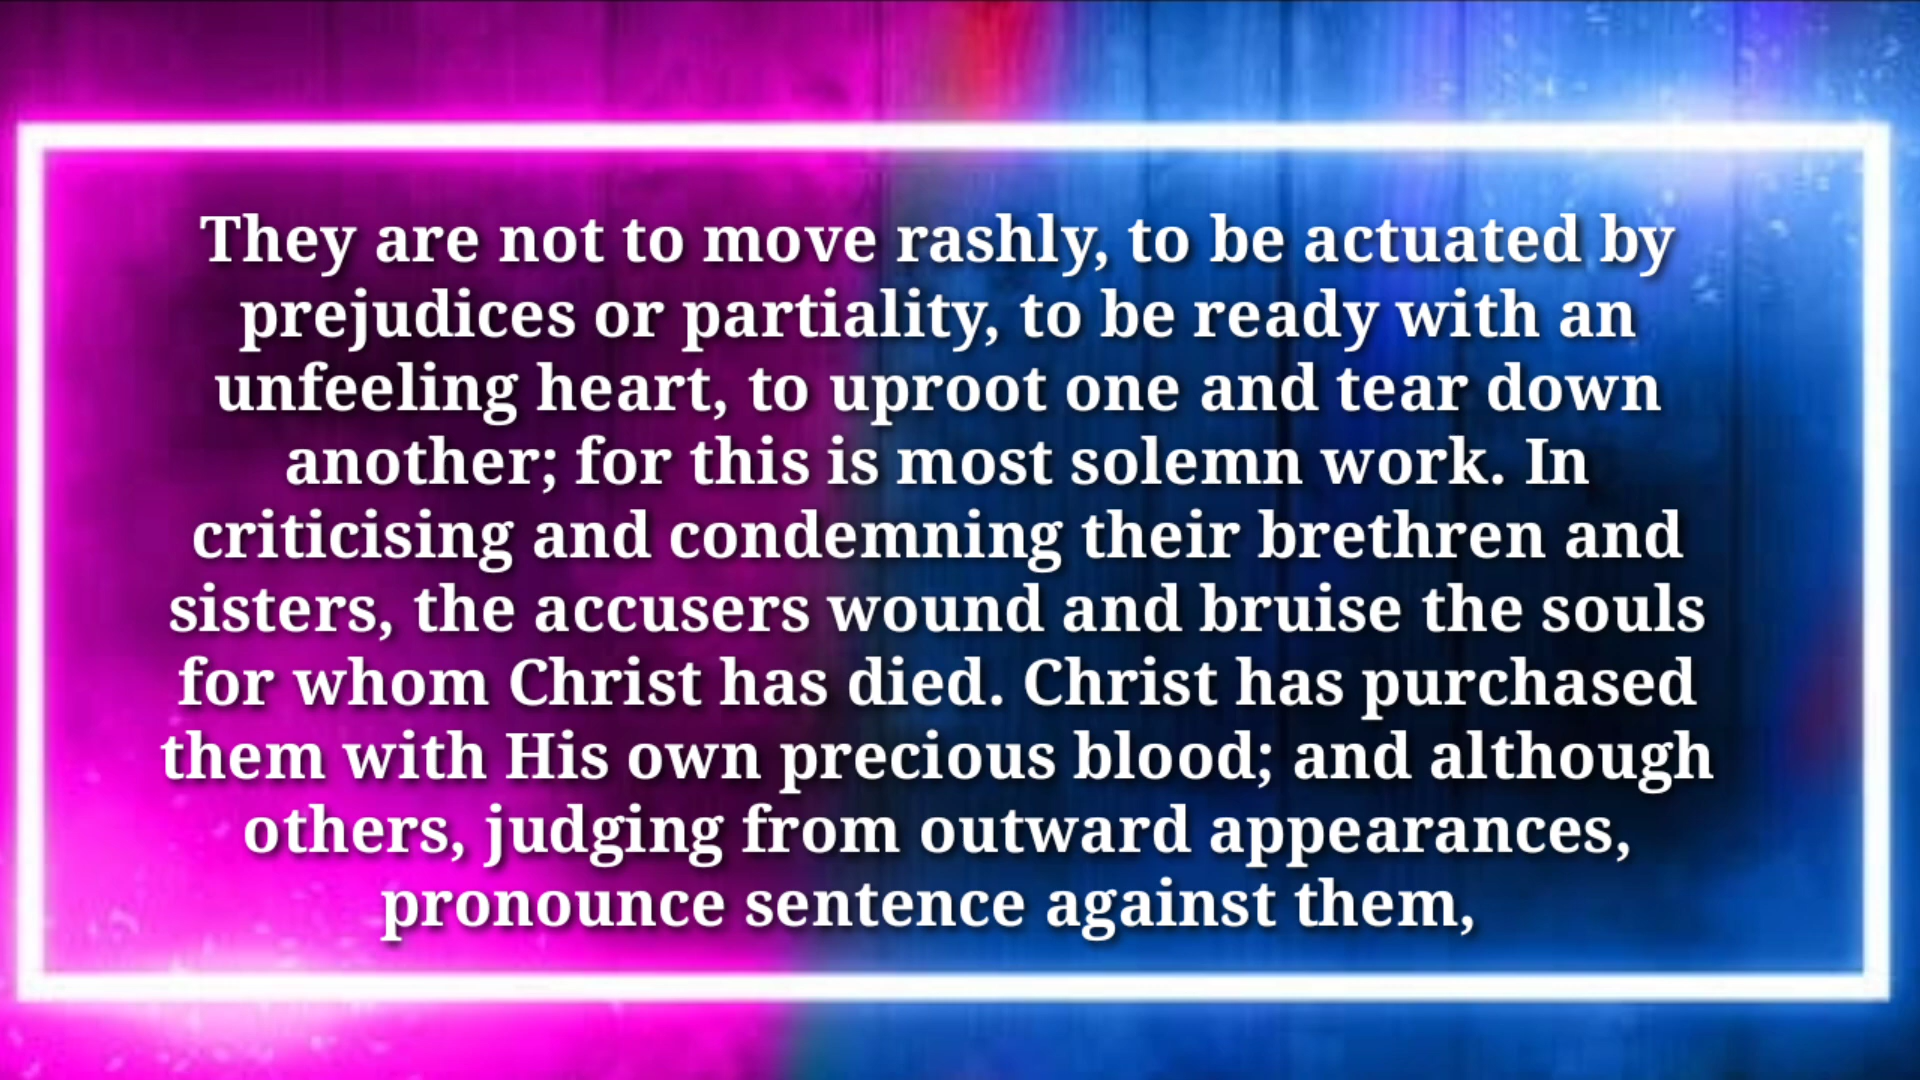 They are not to move rashly, to be actuated by
prejudices or partiality, to be ready with an
unfeeling heart, to uproot one and tear down
another; for this is most solemn work. In
criticising and condemning their brethren and
sisters, the accusers wound and bruise the souls
for whom Christ has died. Christ has purchased
them with His own precious blood; and although
others, judging from outward appearances,
pronounce sentence against them,